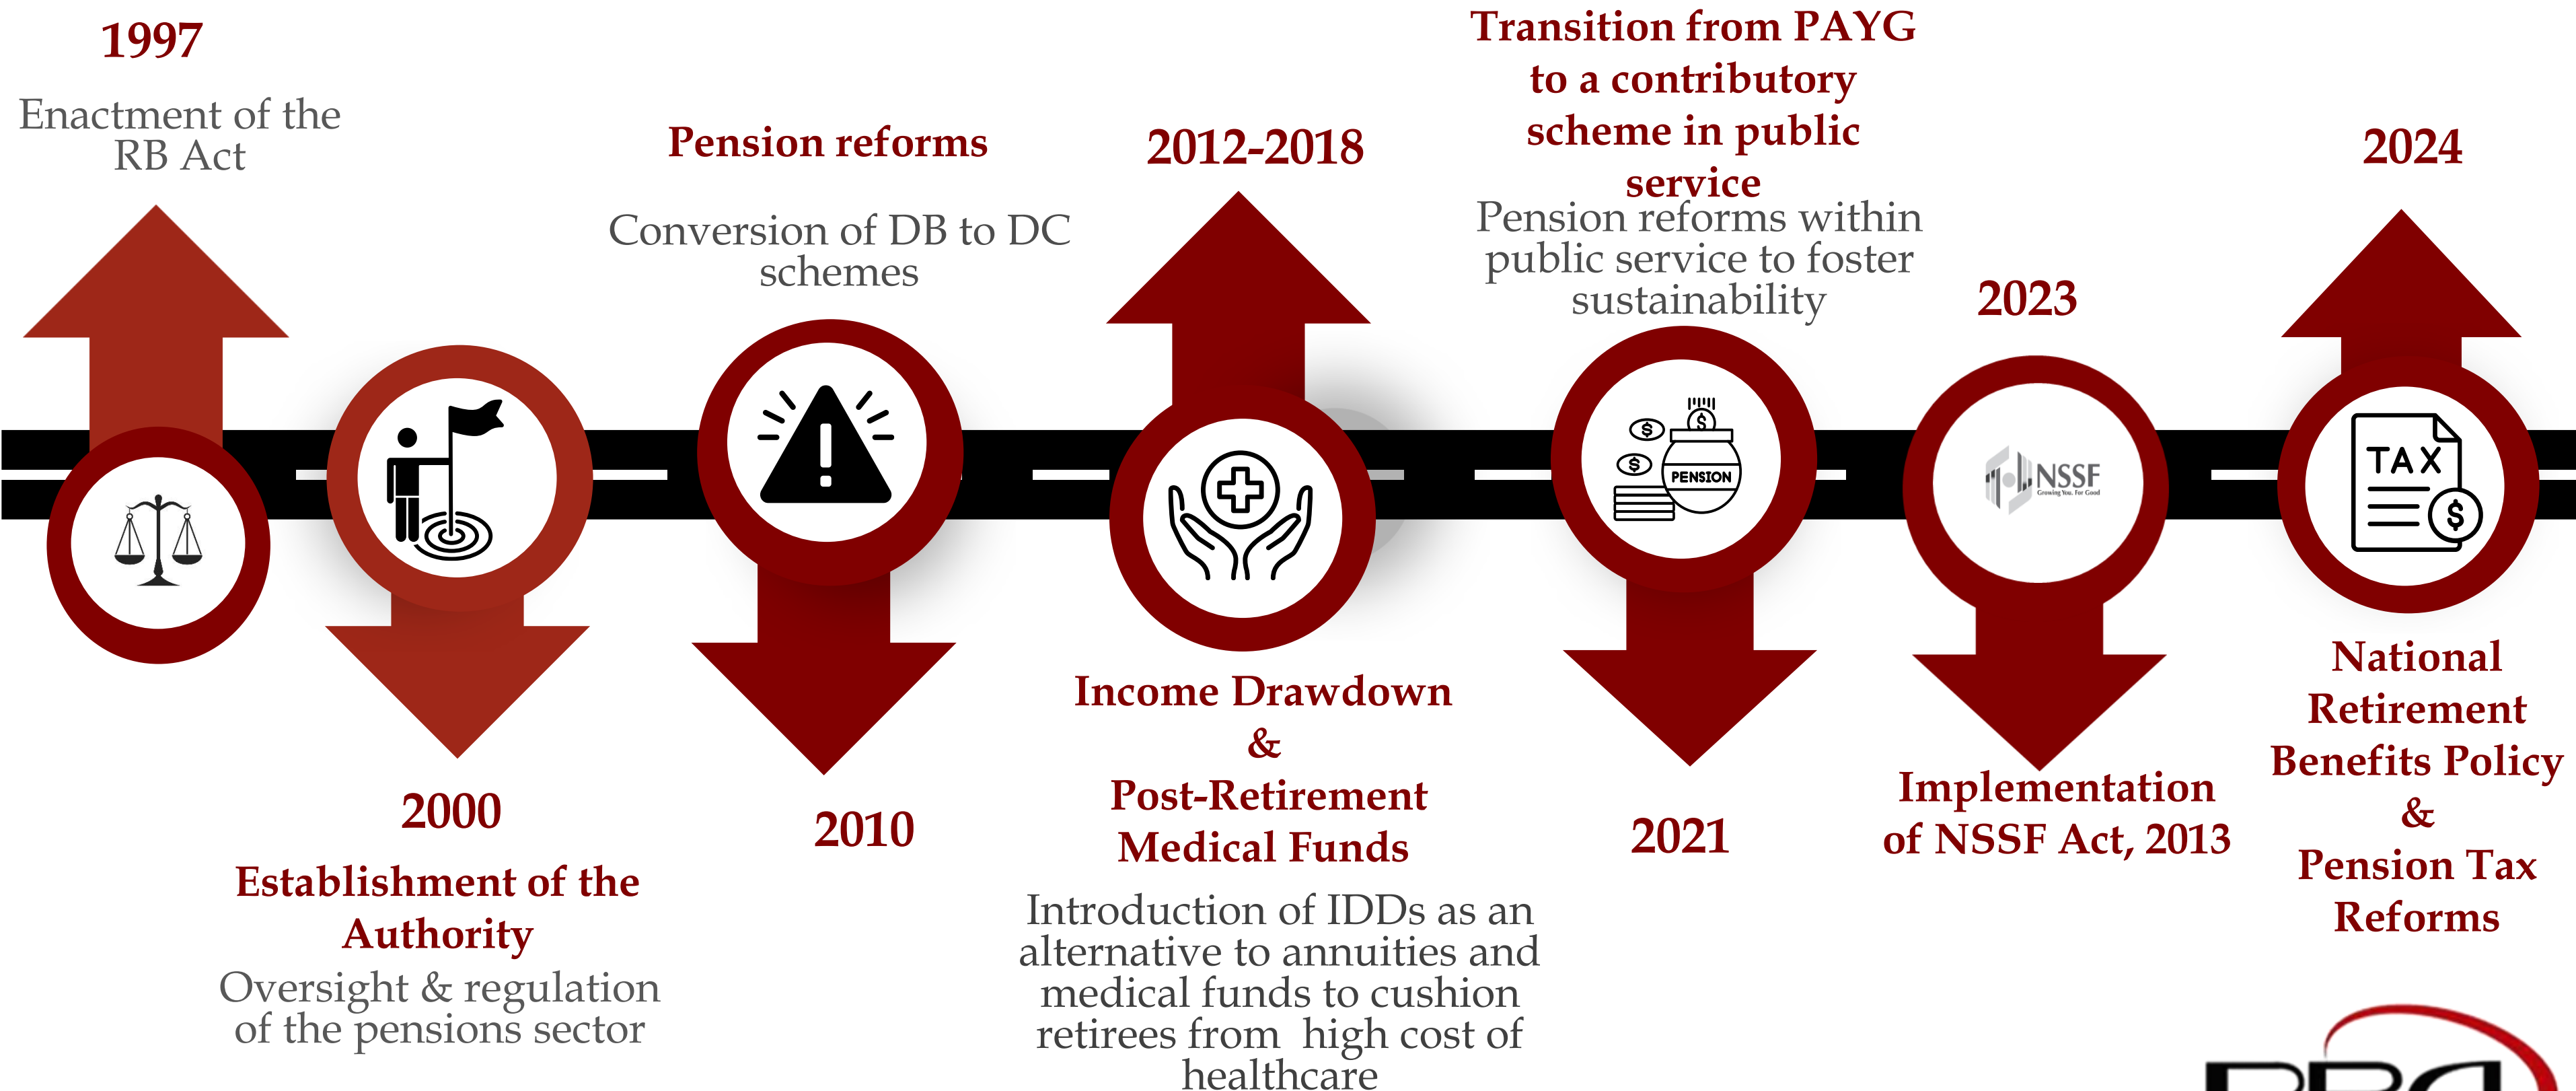 1997
Enactment of the
RB Act
2000
Establishment of the
Authority
Oversight & regulation
of the pensions sector
Pension reforms
Conversion of DB to DC
schemes
2010
2012-2018
Income Drawdown
&
Post-Retirement
Medical Funds
Introduction of IDDs as an
alternative to annuities and
medical funds to cushion
retirees from high cost of
healthcare
Transition from PAYG
to a contributory
scheme in public
service
Pension reforms within
public service to foster
sustainability
$
$
$
PENSION
2021
2023
NSSF
Growing You. For Good
Implementation
of NSSF Act, 2013
2024
TAX
$
National
Retirement
Benefits Policy
&
Pension Tax
Reforms